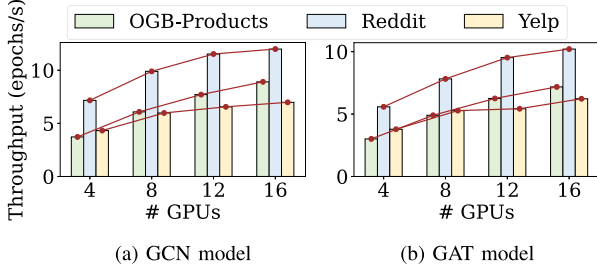 OGB-Products Reddit Yelp
Throughput (epochs/s)
10
5
0
4 8 12 16
# GPUs
(a) GCN model
10
5
0
4 8 12 16
# GPUs
(b) GAT model